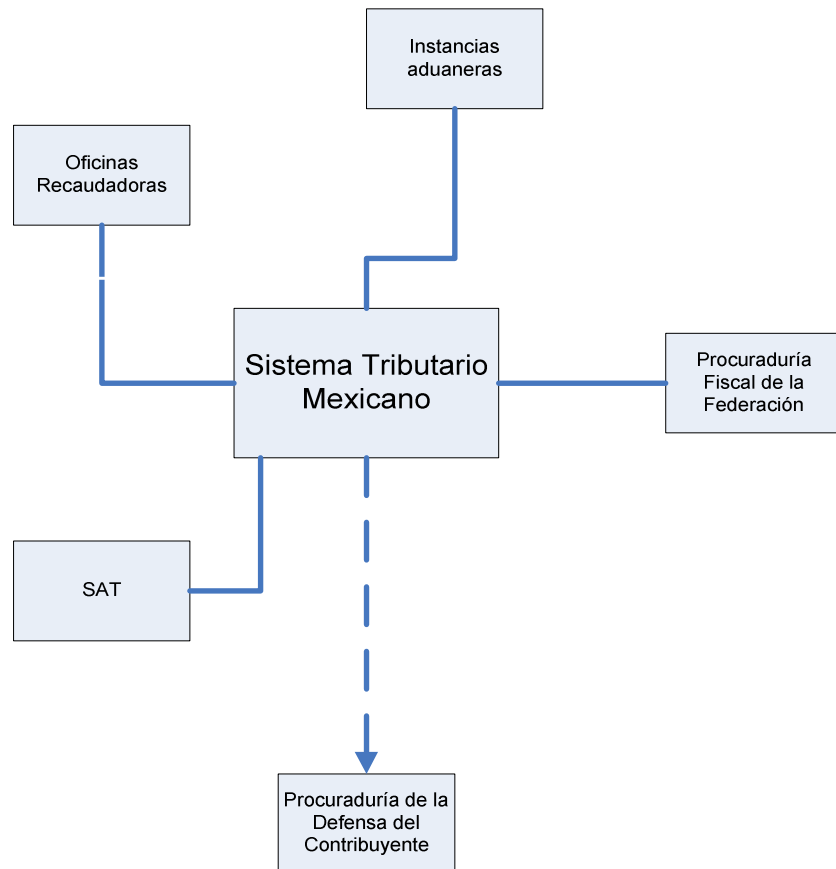 Instancias
aduaneras
Oficinas
Recaudadoras
Sistema Tributario
Mexicano
Procuraduría
Fiscal de la
Federación
SAT
Procuraduría de la
Defensa del
Contribuyente